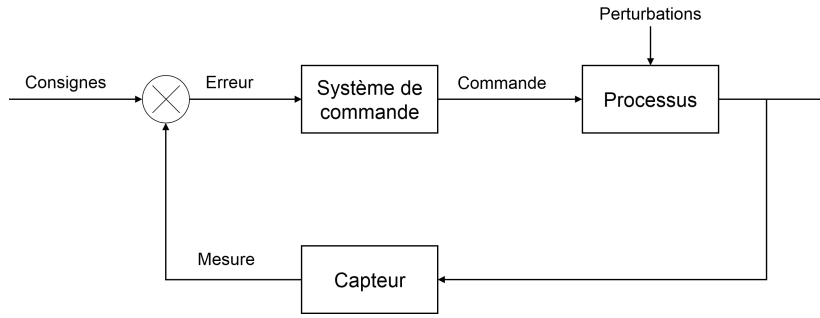 Perturbations
Consignes
Erreur
Système de
commande
Commande
Processus
Mesure
Capteur